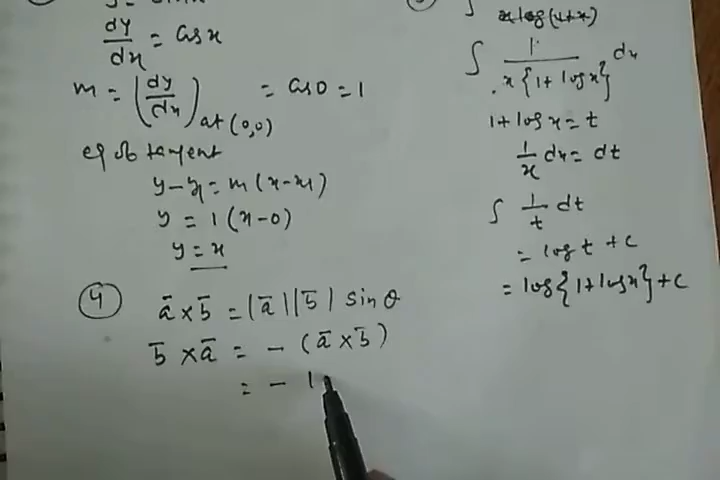 dy/dx = cos x
m = (dy/dx) at (0,0) = cos 0 = 1
eq of tangent
y - y₁ = m (x - x₁)
y = 1 (x - 0)
y = x
4
a̅ × b̅ = |a̅| |b̅| sin θ
b̅ × a̅ = - (a̅ × b̅)
= - |
∫ 1/(x{1 + log x}) dx
1 + log x = t
1/x dx = dt
∫ 1/t dt
= log t + c
= log{1 + log x} + c